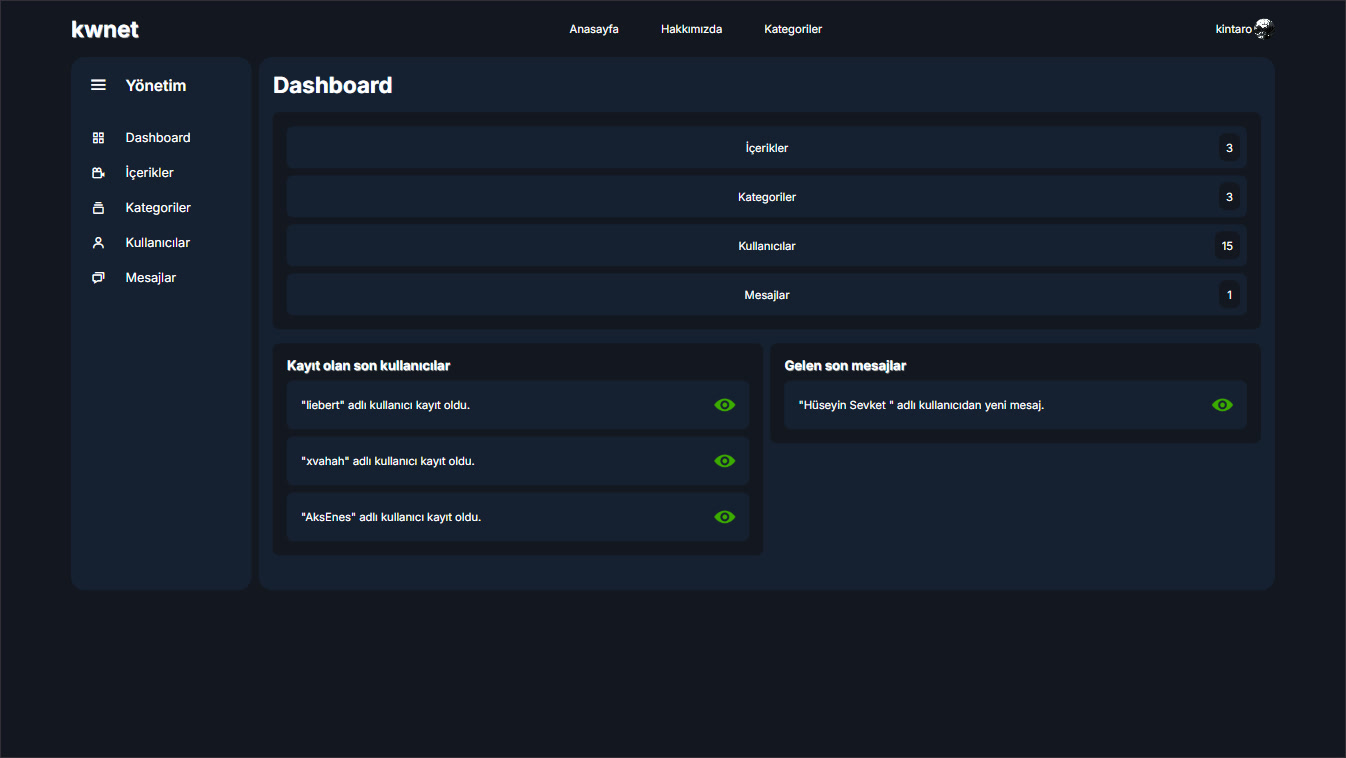 kwnet
Anasayfa
Hakkımızda
Kategoriler
kintaro
Yönetim
Dashboard
İçerikler
Kategoriler
Kullanıcılar
Mesajlar
Dashboard
İçerikler 3
Kategoriler 3
Kullanıcılar 15
Mesajlar 1
Kayıt olan son kullanıcılar
"liebert" adlı kullanıcı kayıt oldu.
"xvahah" adlı kullanıcı kayıt oldu.
"AksEnes" adlı kullanıcı kayıt oldu.
Gelen son mesajlar
"Hüseyin Sevket " adlı kullanıcıdan yeni mesaj.